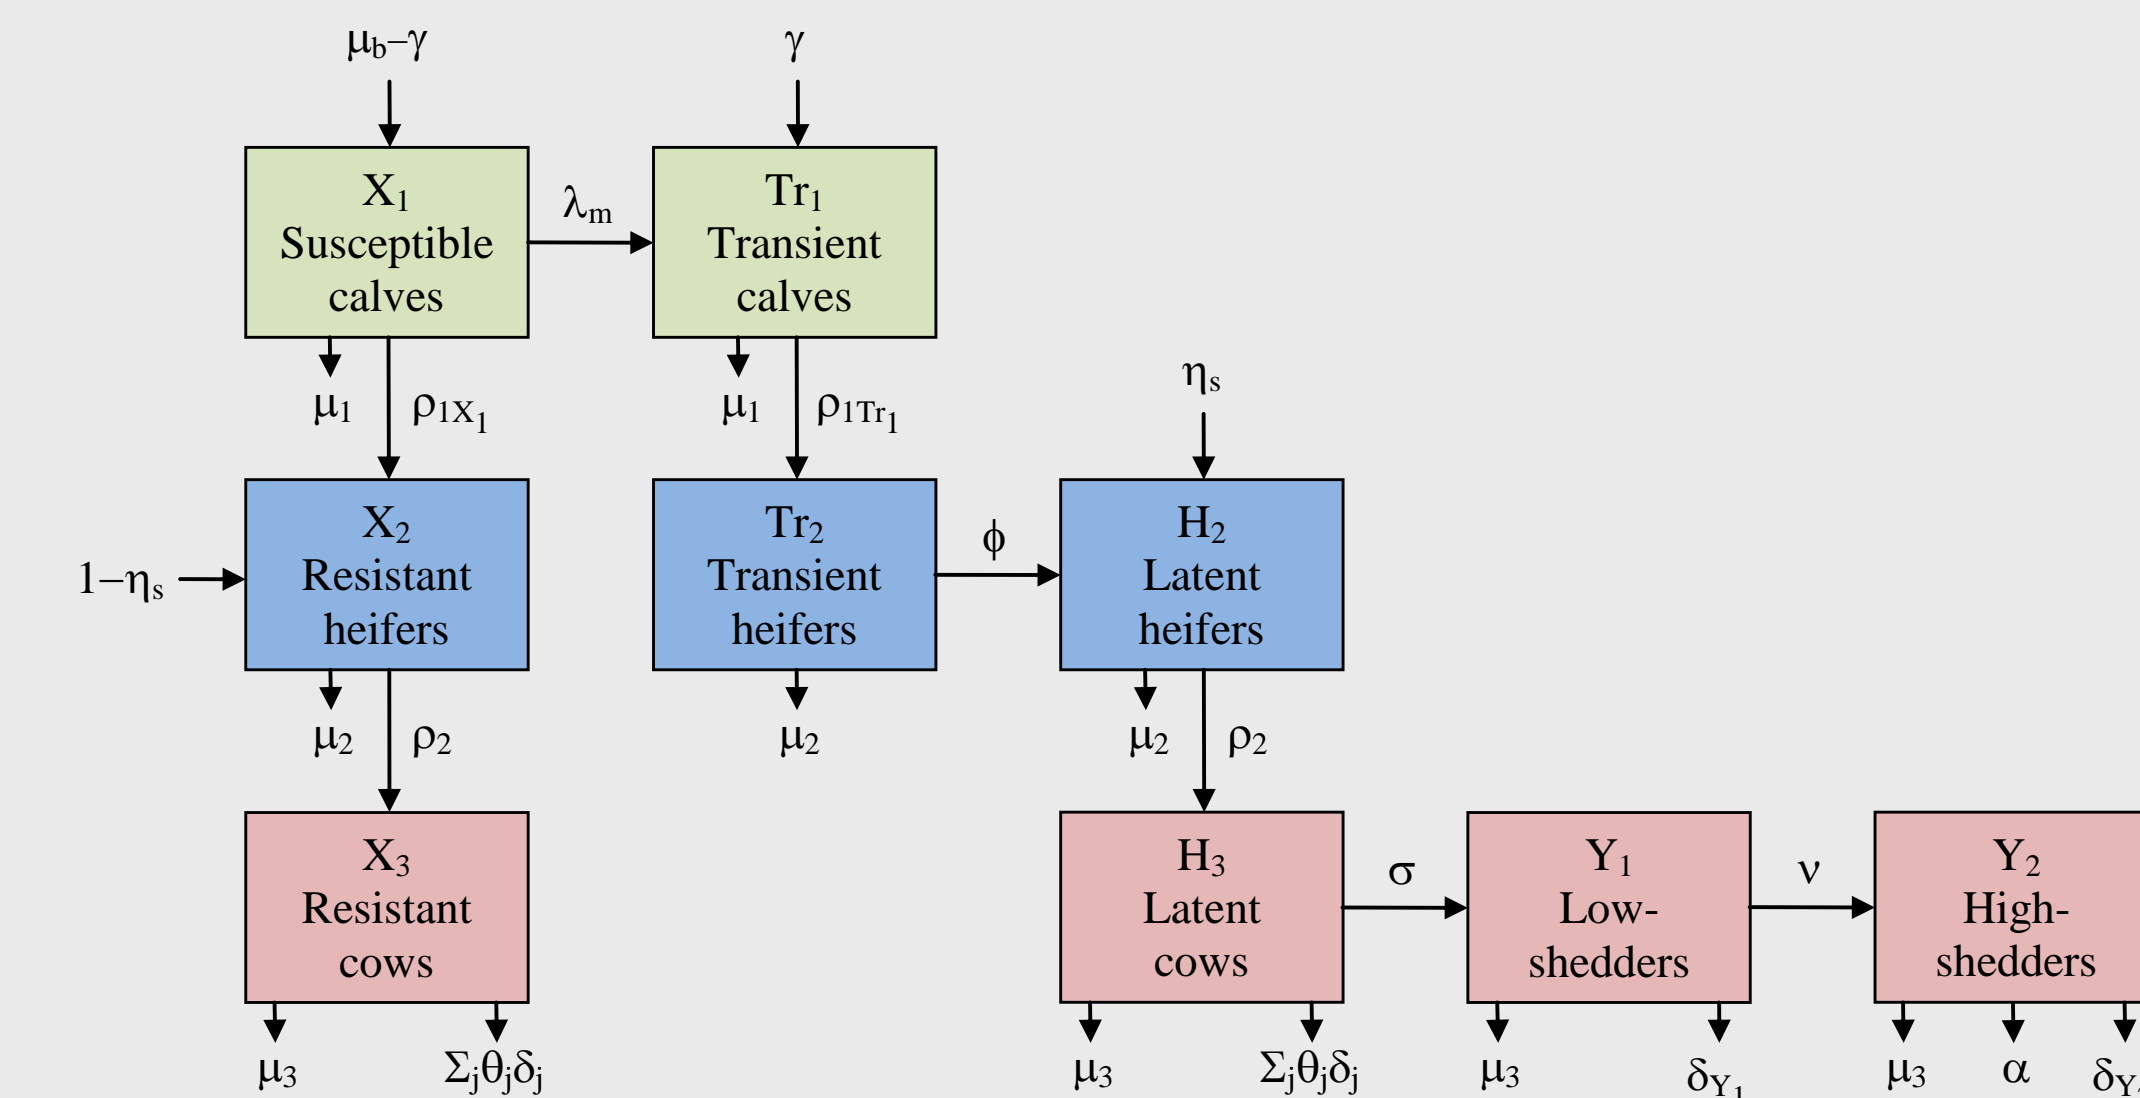 μb–γ
γ
X1
Susceptible
calves
λm
Tr1
Transient
calves
μ1
ρ1X1
μ1
ρ1Tr1
ηs
1–ηs
X2
Resistant
heifers
Tr2
Transient
heifers
ϕ
H2
Latent
heifers
μ2
ρ2
μ2
μ2
ρ2
X3
Resistant
cows
H3
Latent
cows
σ
Y1
Low-
shedders
ν
Y2
High-
shedders
μ3
Σjθjδj
μ3
Σjθjδj
μ3
δY1
μ3
α